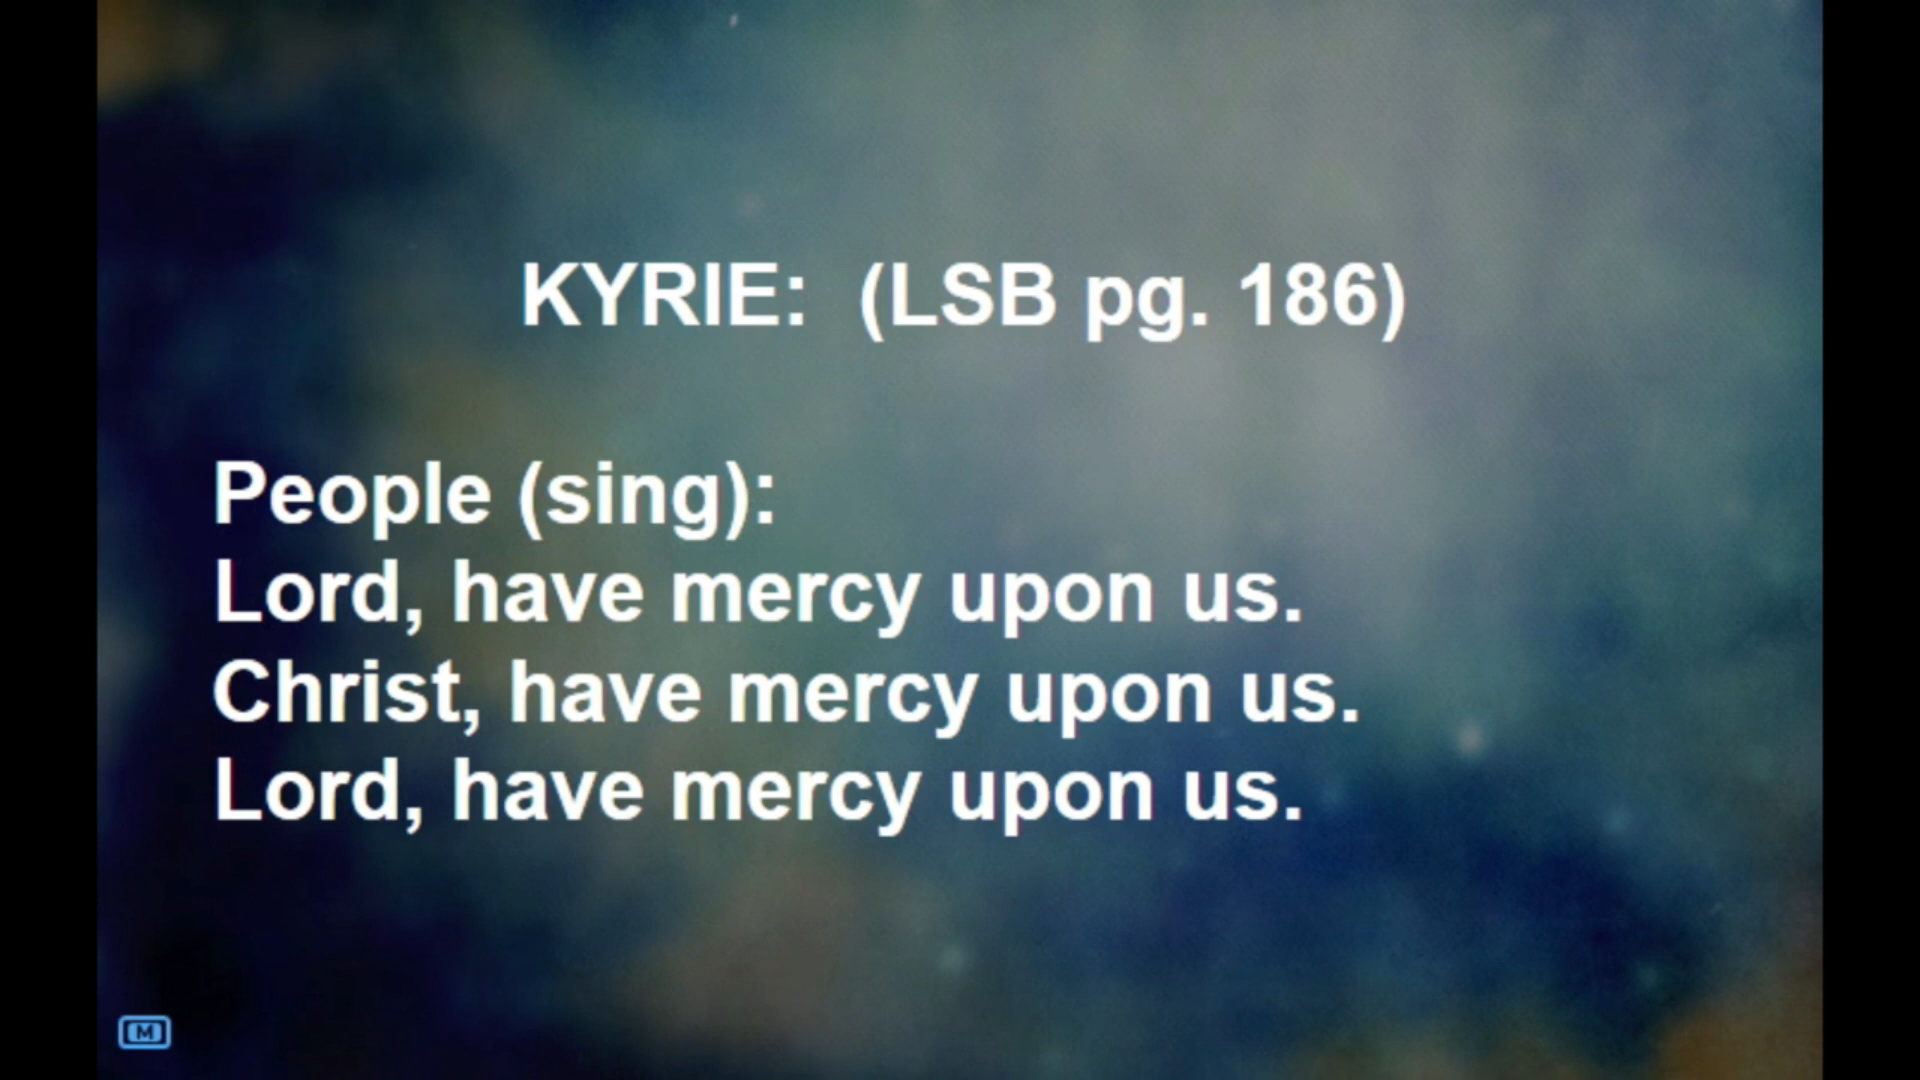 KYRIE: (LSB pg. 186)
People (sing):
Lord, have mercy upon us.
Christ, have mercy upon us.
Lord, have mercy upon us.
M